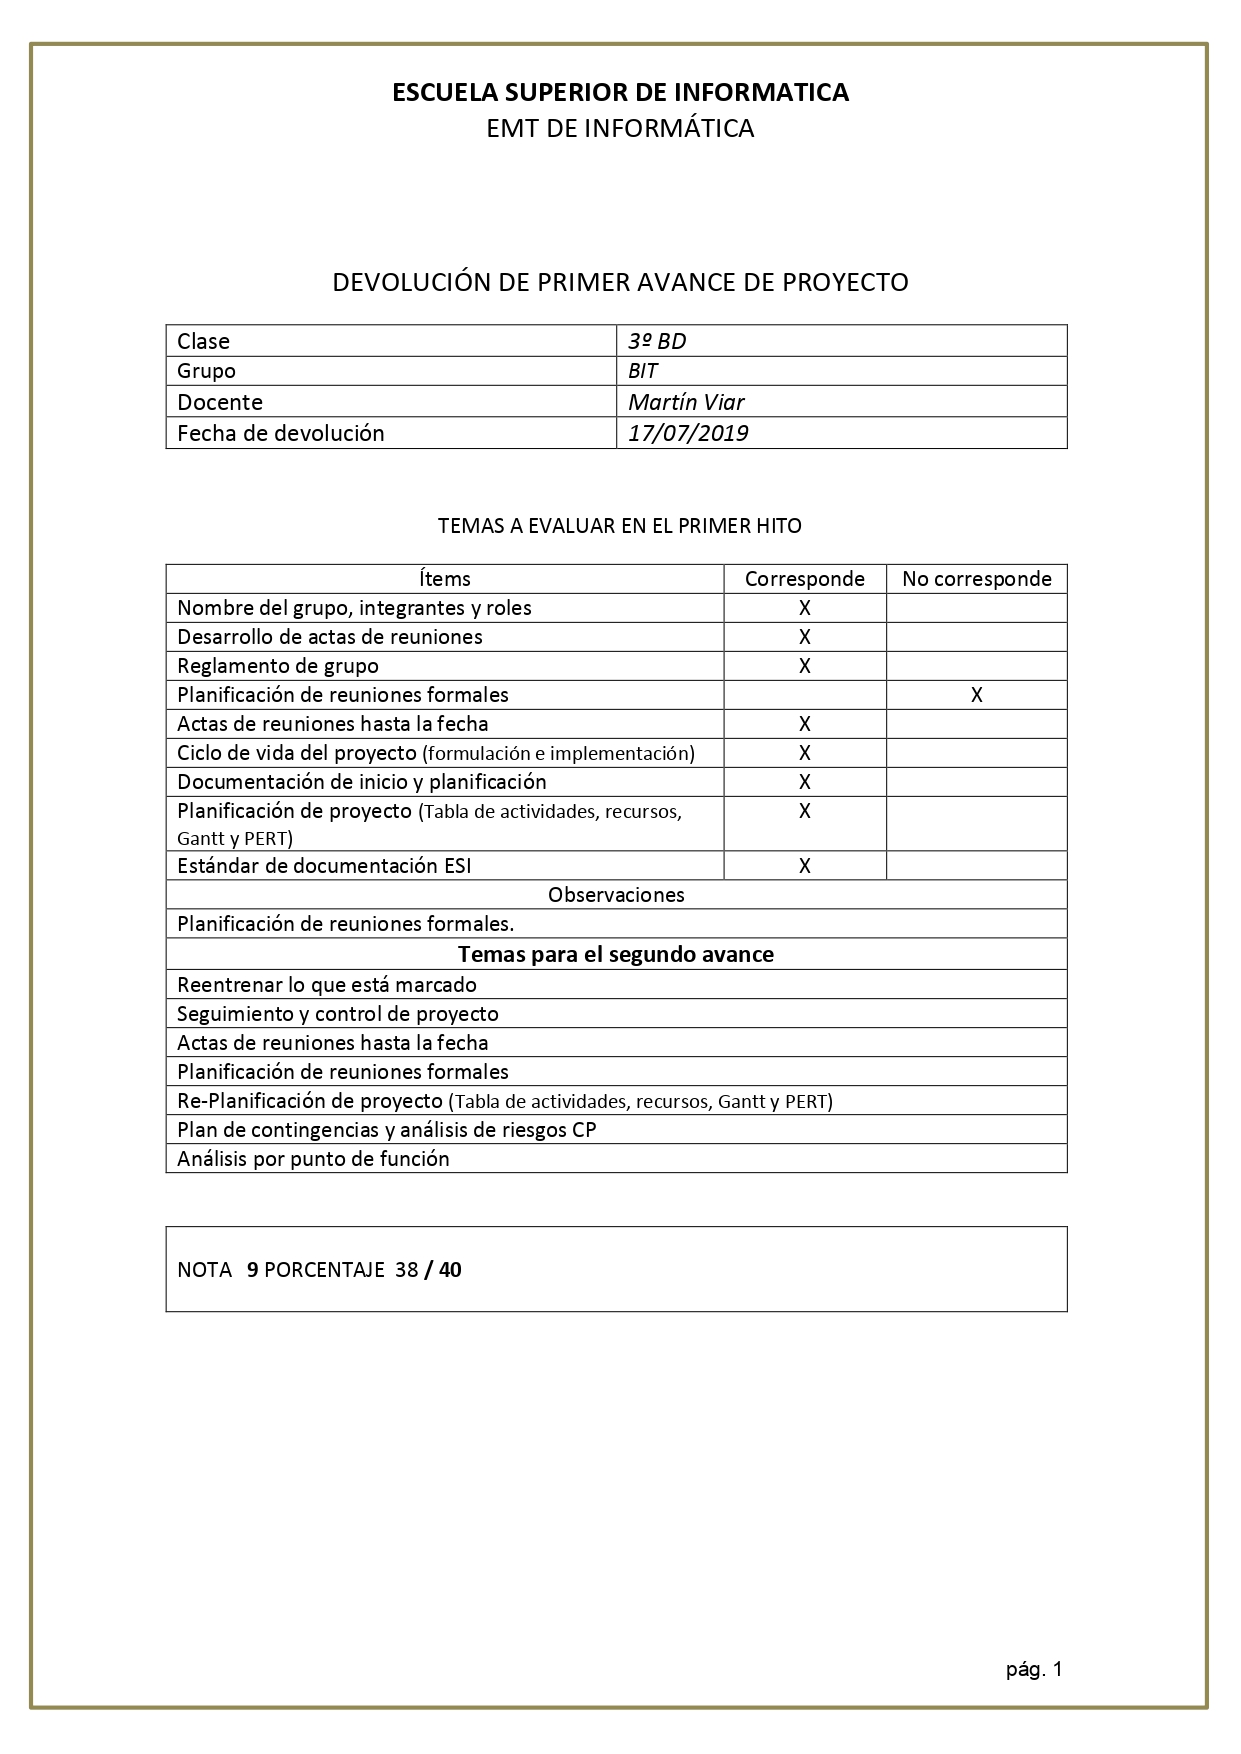 ESCUELA SUPERIOR DE INFORMATICA
EMT DE INFORMÁTICA
DEVOLUCIÓN DE PRIMER AVANCE DE PROYECTO
Clase 3º BD
Grupo BIT
Docente Martín Viar
Fecha de devolución 17/07/2019
TEMAS A EVALUAR EN EL PRIMER HITO
Ítems Corresponde No corresponde
Nombre del grupo, integrantes y roles X
Desarrollo de actas de reuniones X
Reglamento de grupo X
Planificación de reuniones formales X
Actas de reuniones hasta la fecha X
Ciclo de vida del proyecto (formulación e implementación) X
Documentación de inicio y planificación X
Planificación de proyecto (Tabla de actividades, recursos, X
Gantt y PERT)
Estándar de documentación ESI X
Observaciones
Planificación de reuniones formales.
Temas para el segundo avance
Reentrenar lo que está marcado
Seguimiento y control de proyecto
Actas de reuniones hasta la fecha
Planificación de reuniones formales
Re-Planificación de proyecto (Tabla de actividades, recursos, Gantt y PERT)
Plan de contingencias y análisis de riesgos CP
Análisis por punto de función
NOTA 9 PORCENTAJE 38 / 40
pág. 1